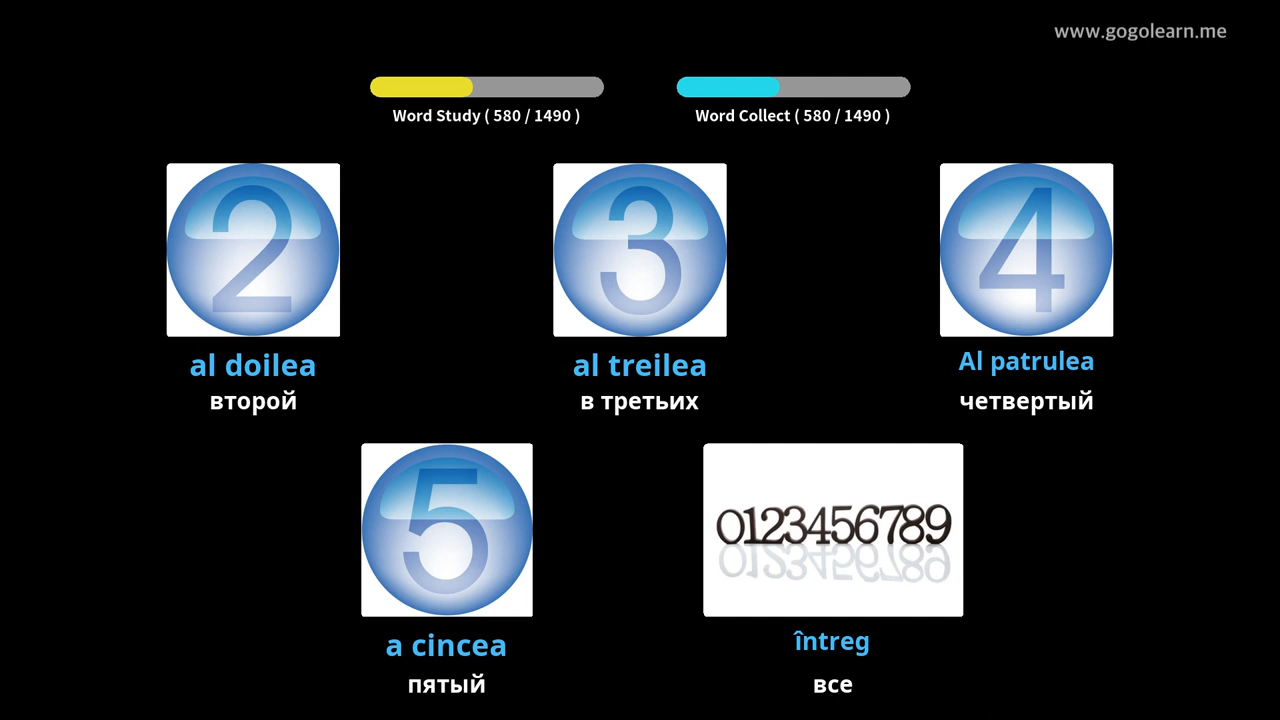 www.gogolearn.me
Word Study ( 580 / 1490 )
Word Collect ( 580 / 1490 )
2
3
4
al doilea
al treilea
Al patrulea
второй
в третьих
четвертый
5
0123456789
a cincea
întreg
пятый
все